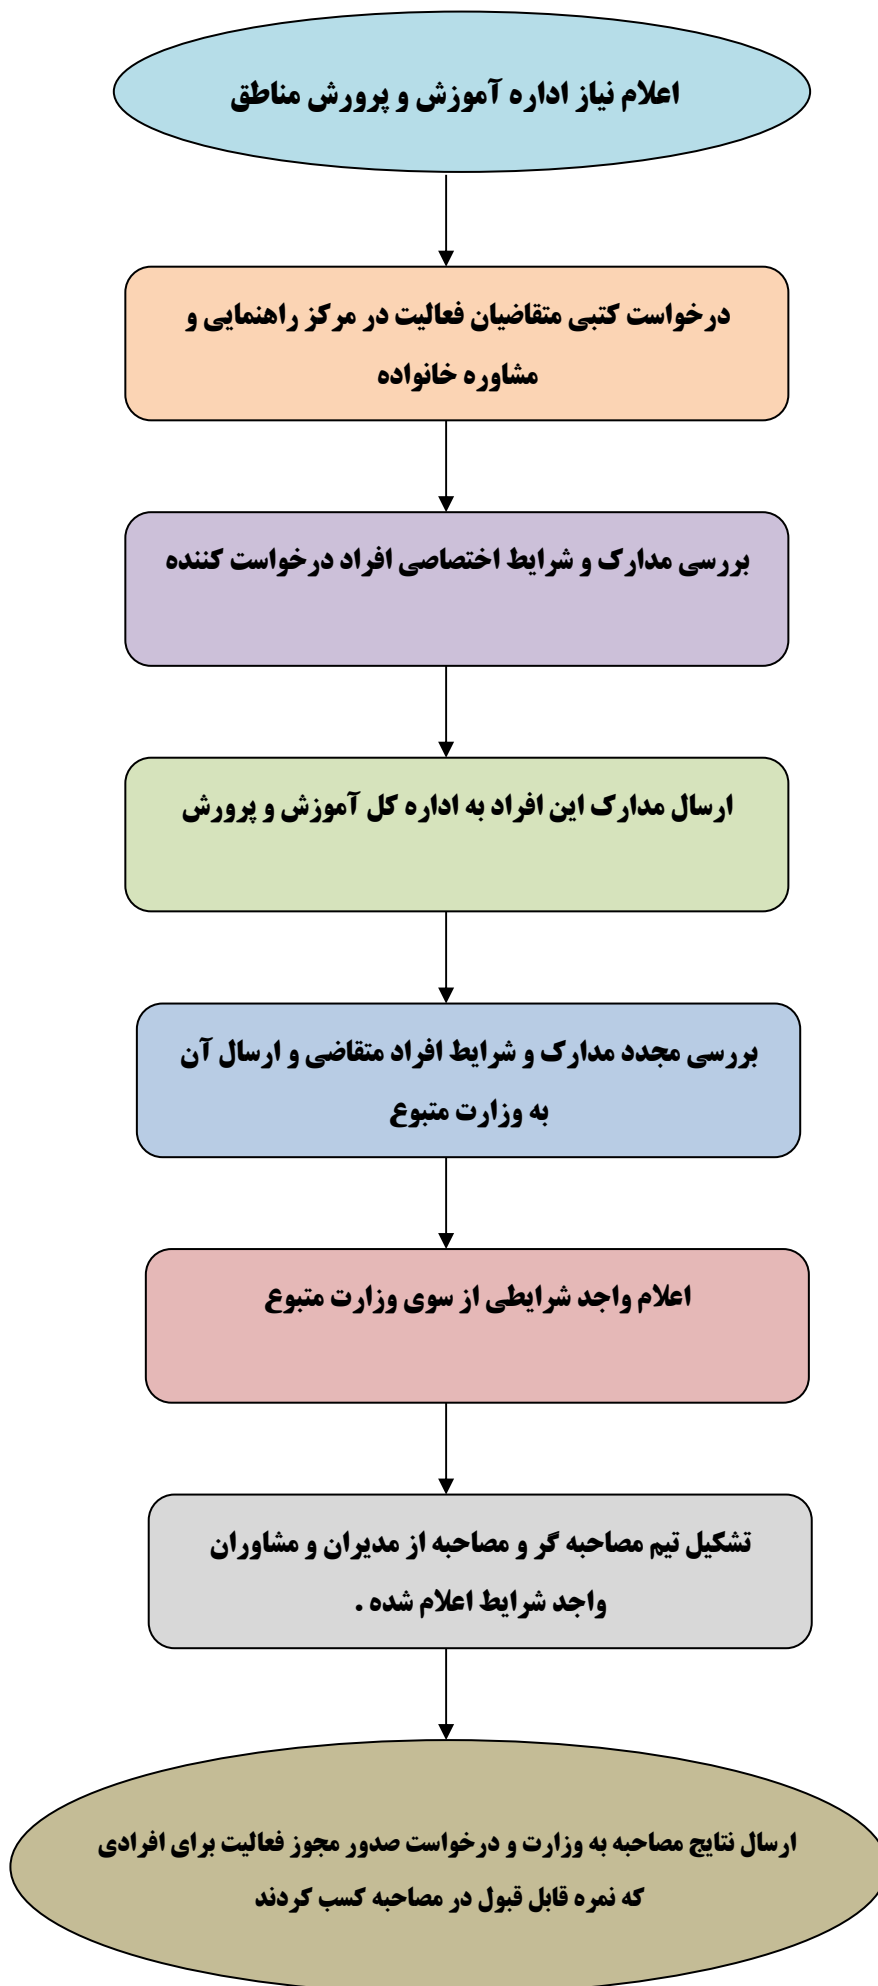 اعلام نیاز اداره آموزش و پرورش مناطق
درخواست کتبی متقاضیان فعالیت در مرکز راهنمایی و
مشاوره خانواده
بررسی مدارک و شرایط اختصاصی افراد درخواست کننده
ارسال مدارک این افراد به اداره کل آموزش و پرورش
بررسی مجدد مدارک و شرایط افراد متقاضی و ارسال آن
به وزارت متبوع
اعلام واجد شرایطی از سوی وزارت متبوع
تشکیل تیم مصاحبه گر و مصاحبه از مدیران و مشاوران
واجد شرایط اعلام شده .
ارسال نتایج مصاحبه به وزارت و درخواست صدور مجوز فعالیت برای افرادی
که نمره قابل قبول در مصاحبه کسب کردند